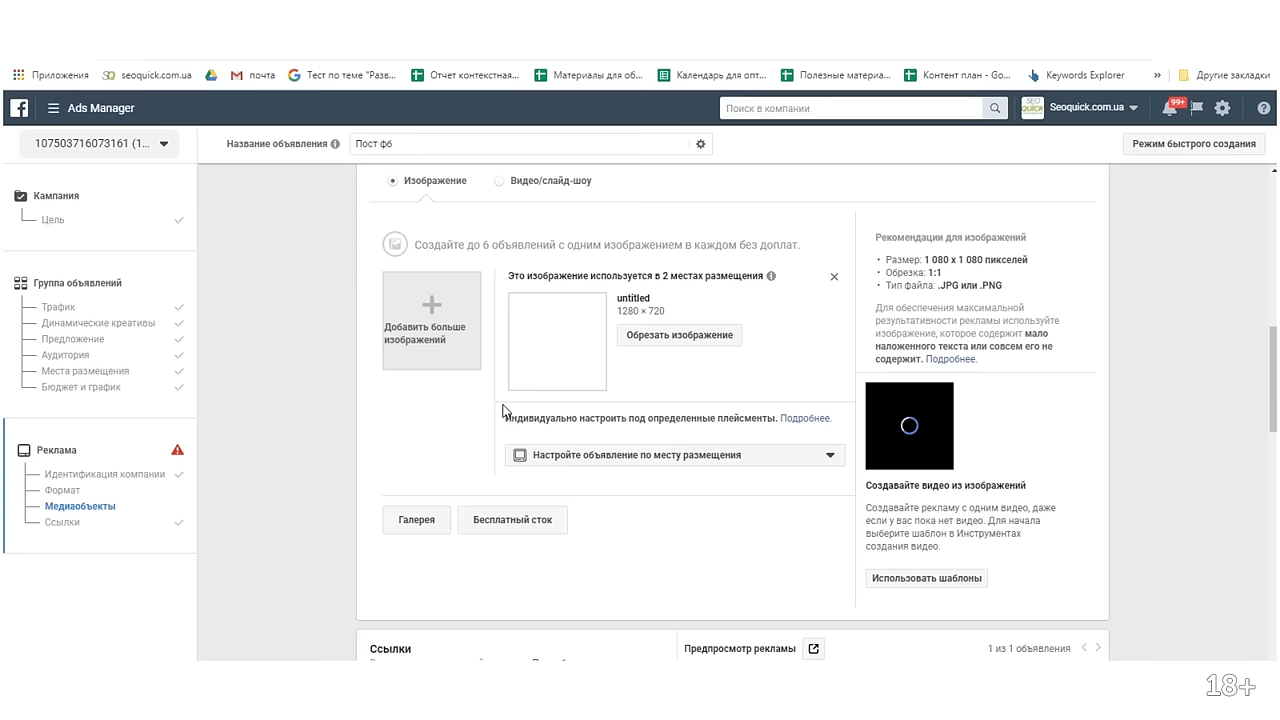 Приложения
seoquick.com.ua
почта
Тест по теме "Разв...
Отчет контекстная...
Материалы для об...
Календарь для опт...
Полезные материа...
Контент план - Go...
Keywords Explorer
»
Другие закладки
Ads Manager
Поиск в компании
SEO QUICK
Seoquick.com.ua
99+
107503716073161 (1...
Название объявления
Пост фб
Режим быстрого создания
Кампания
Цель
Группа объявлений
Трафик
Динамические креативы
Предложение
Аудитория
Места размещения
Бюджет и график
Реклама
Идентификация компании
Формат
Медиаобъекты
Ссылки
Изображение
Видео/слайд-шоу
Создайте до 6 объявлений с одним изображением в каждом без доплат.
Добавить больше
изображений
Это изображение используется в 2 местах размещения
untitled
1280 × 720
Обрезать изображение
Индивидуально настроить под определенные плейсменты. Подробнее.
Настройте объявление по месту размещения
Галерея
Бесплатный сток
Рекомендации для изображений
• Размер: 1 080 x 1 080 пикселей
• Обрезка: 1:1
• Тип файла: .JPG или .PNG
Для обеспечения максимальной
результативности рекламы используйте
изображение, которое содержит мало
наложенного текста или совсем его не
содержит. Подробнее.
Создавайте видео из изображений
Создавайте рекламу с одним видео, даже
если у вас пока нет видео. Для начала
выберите шаблон в Инструментах
создания видео.
Использовать шаблоны
Ссылки
Предпросмотр рекламы
1 из 1 объявления
18+